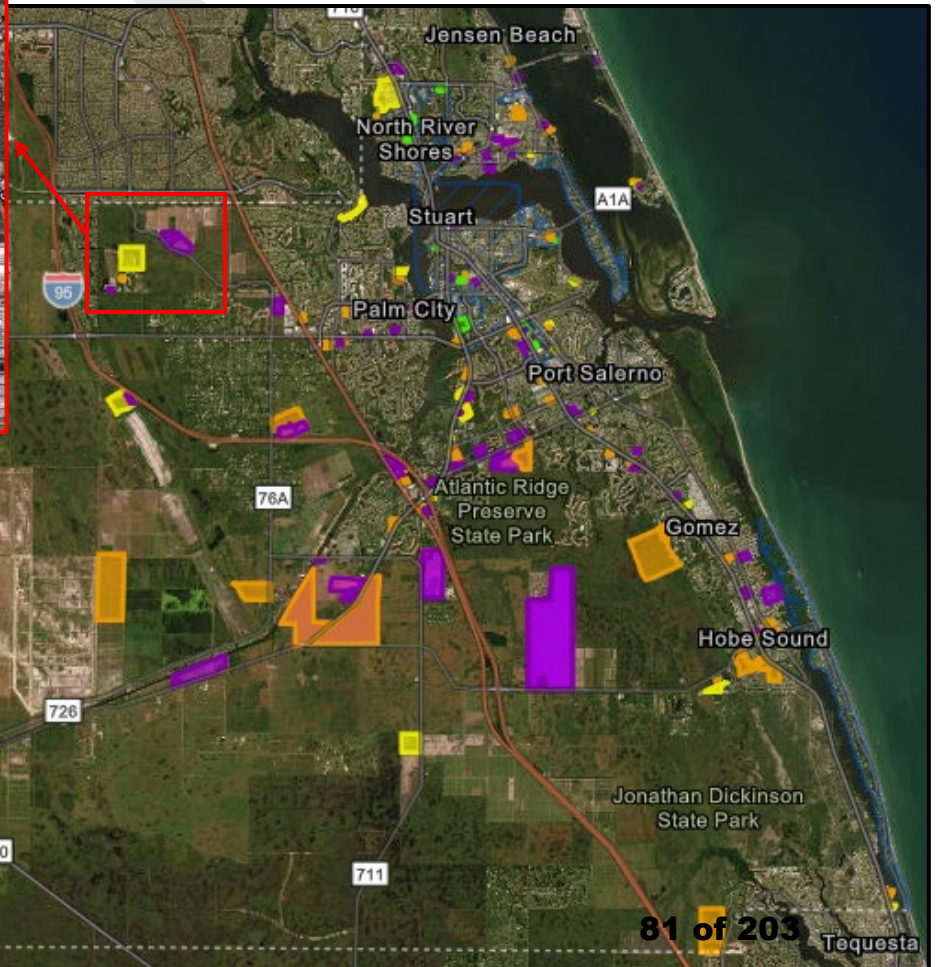 Jensen Beach
North River
Shores
A1A
Stuart
95
Palm City
Port Salerno
76A
Atlantic Ridge
Preserve
State Park
Gomez
Hobe Sound
726
Jonathan Dickinson
State Park
711
81 of 203
Tequesta